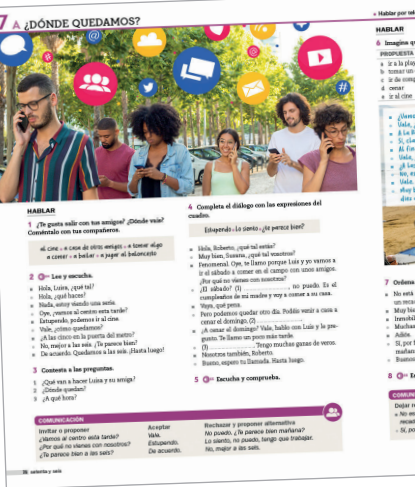 7 A ¿DÓNDE QUEDAMOS?
HABLAR
1 ¿Te gusta salir con tus amigos? ¿Dónde vais?
Coméntalo con tus compañeros.
al cine - a casa de otros amigos - a tomar algo
a comer - a bailar - a jugar al baloncesto
2 Lee y escucha.
Hola, Luisa, ¿qué tal?
Hola, ¿qué haces?
Nada, estoy viendo una serie.
Oye, ¿vamos al centro esta tarde?
Estupendo, podemos ir al cine.
Vale, ¿cómo quedamos?
¿A las cinco en la puerta del metro?
No, mejor a las seis. ¿Te parece bien?
De acuerdo. Quedamos a las seis. ¡Hasta luego!
3 Contesta a las preguntas.
1 ¿Qué van a hacer Luisa y su amiga?
2 ¿Dónde quedan?
3 ¿A qué hora?
4 Completa el diálogo con las expresiones del
cuadro.
Estupendo - Lo siento - ¿te parece bien?
Hola, Roberto, ¿qué tal estás?
Muy bien, Susana, ¿qué tal vosotros?
Fenomenal. Oye, te llamo porque Luis y yo vamos a
ir el sábado a comer en el campo con unos amigos.
¿Por qué no vienes con nosotros?
¿El sábado? (1) , no puedo. Es el
cumpleaños de mi madre y voy a comer a su casa.
Vaya, qué pena.
Pero podemos quedar otro día. Podéis venir a casa a
cenar el domingo, (2)
¿A cenar el domingo? Vale, hablo con Luis y le pre-
gunto. Te llamo un poco más tarde.
(3) . Tengo muchas ganas de veros.
Nosotros también, Roberto.
Bueno, espero tu llamada. Hasta luego.
5 Escucha y comprueba.
COMUNICACIÓN
Invitar o proponer
¿Vamos al centro esta tarde?
¿Por qué no vienes con nosotros?
¿Te parece bien a las seis?
Aceptar
Vale.
Estupendo.
De acuerdo.
Rechazar y proponer alternativa
No puedo. ¿Te parece bien mañana?
Lo siento, no puedo, tengo que trabajar.
No, mejor a las seis.
76 setenta y seis
Hablar por
HABLAR
6 Imagina
PROPUESTA
a ir a la
b tomar un
c ir de
d cenar
e ir al cine
7 Ordena
8